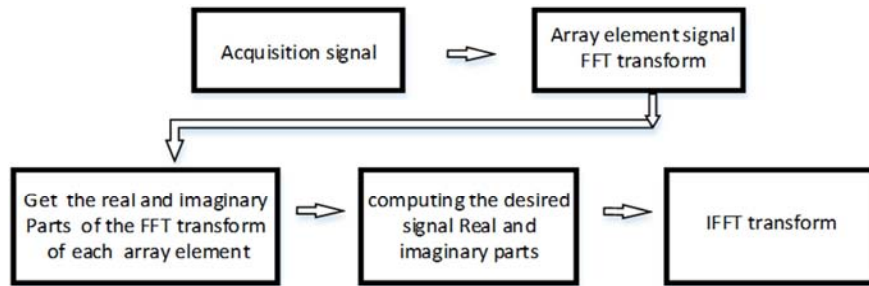 Acquisition signal
Array element signal
FFT transform
Get the real and imaginary
Parts of the FFT transform
of each array element
computing the desired
signal Real and
imaginary parts
IFFT transform